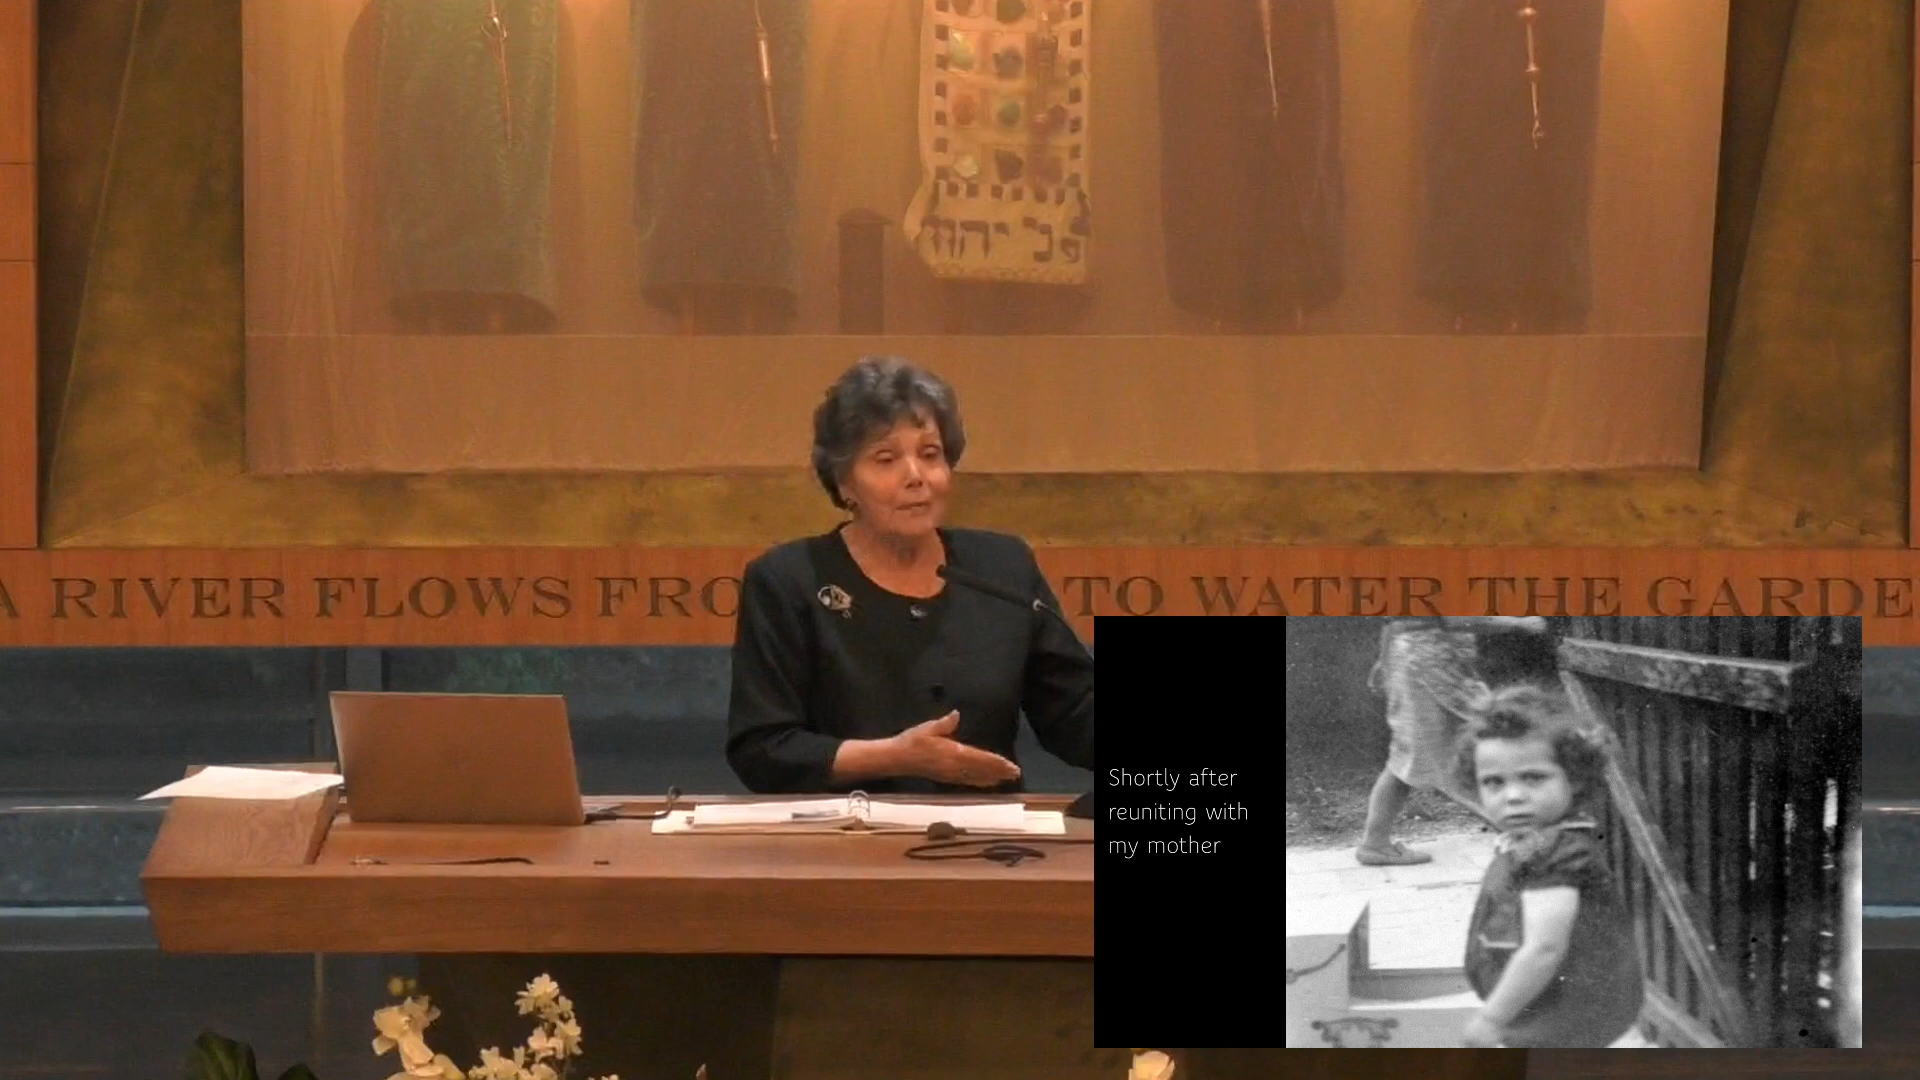 A RIVER FLOWS FRO TO WATER THE GARDE
Shortly after
reuniting with
my mother